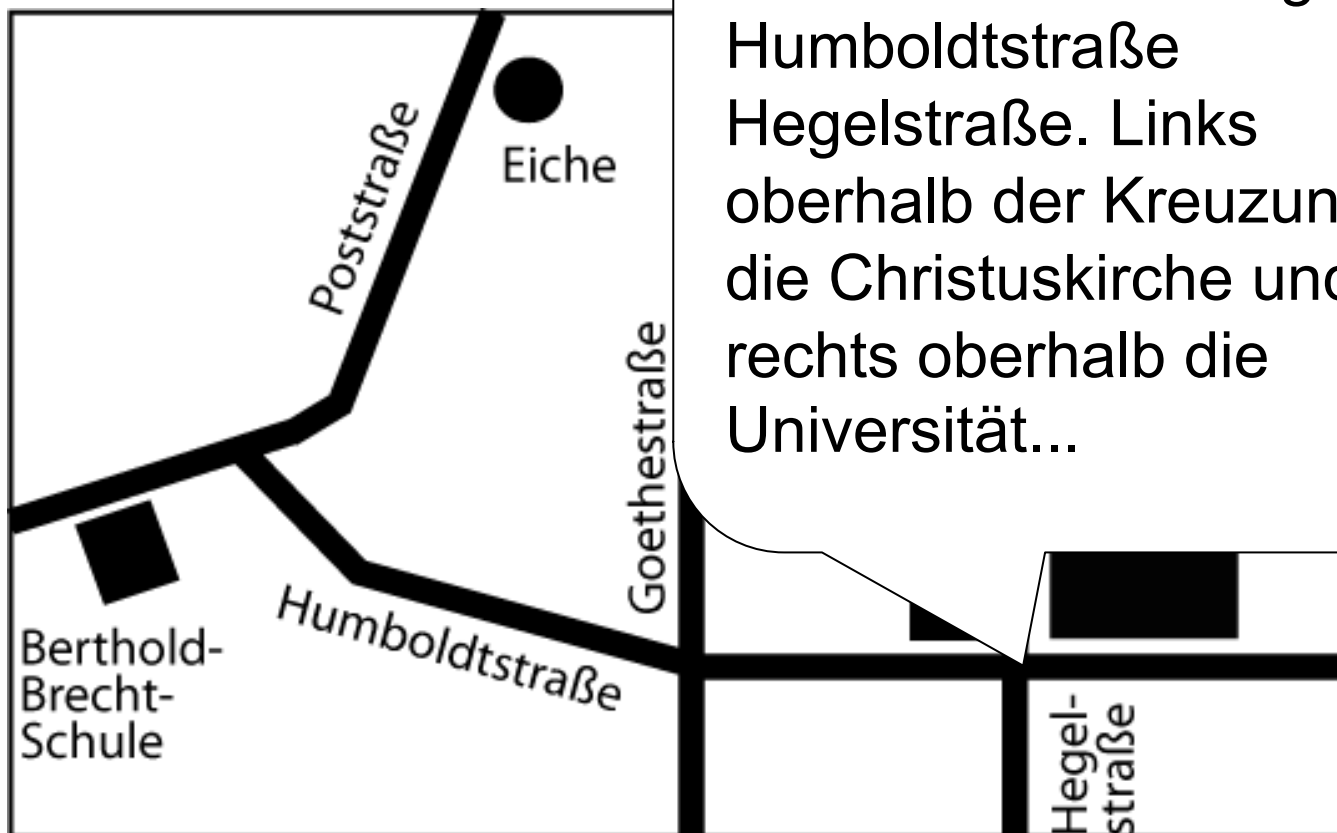 Humboldtstraße
Hegelstraße. Links
oberhalb der Kreuzun
die Christuskirche und
rechts oberhalb die
Universität...
Eiche
Poststraße
Goethestraße
Humboldtstraße
Berthold-
Brecht-
Schule
Hegel-
straße